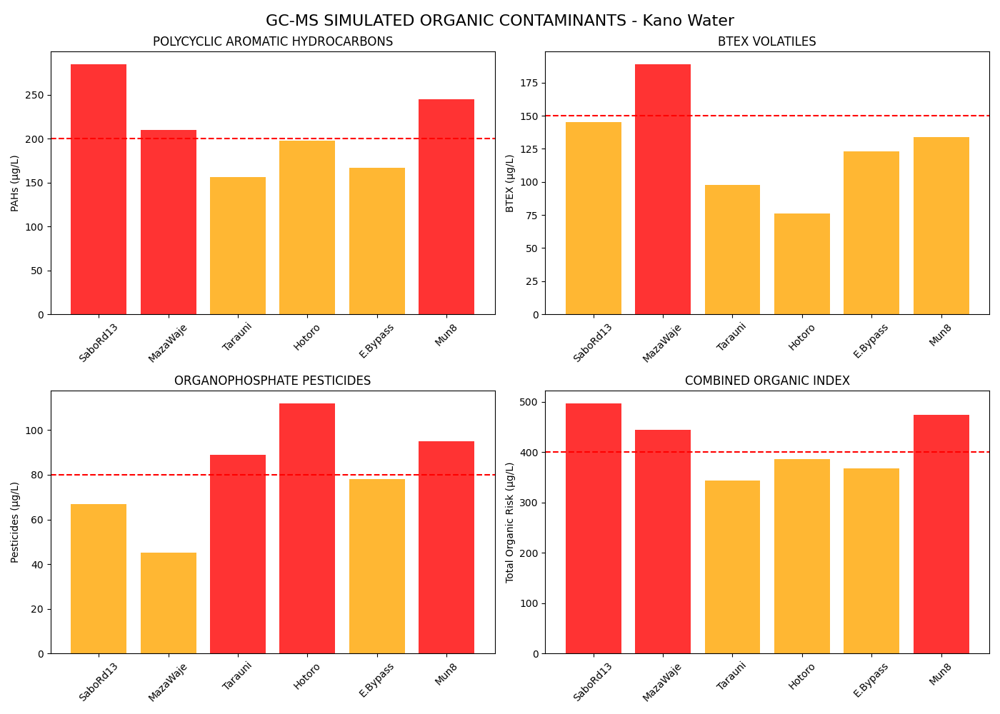 GC-MS SIMULATED ORGANIC CONTAMINANTS - Kano Water
POLYCYCLIC AROMATIC HYDROCARBONS
PAHs (µg/L)
250
200
150
100
50
0
SaboRd13
MazaWaje
Tarauni
Hotoro
E.Bypass
Mun8
BTEX VOLATILES
BTEX (µg/L)
175
150
125
100
75
50
25
0
SaboRd13
MazaWaje
Tarauni
Hotoro
E.Bypass
Mun8
ORGANOPHOSPHATE PESTICIDES
Pesticides (µg/L)
100
80
60
40
20
0
SaboRd13
MazaWaje
Tarauni
Hotoro
E.Bypass
Mun8
COMBINED ORGANIC INDEX
Total Organic Risk (µg/L)
500
400
300
200
100
0
SaboRd13
MazaWaje
Tarauni
Hotoro
E.Bypass
Mun8